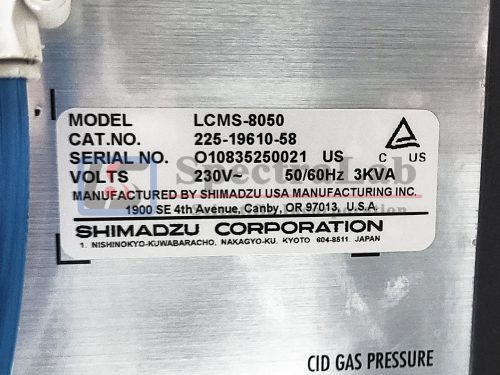 MODEL LCMS-8050
CAT.NO. 225-19610-58
SERIAL NO. O10835250021 US
C US
VOLTS 230V~ 50/60Hz 3KVA
MANUFACTURED BY SHIMADZU USA MANUFACTURING INC.
1900 SE 4th Avenue, Canby, OR 97013, U.S.A
SHIMADZU CORPORATION
1. NISHINOKYO-KUWABARACHO, NAKAGYO-KU, KYOTO 604-8511, JAPAN
SpectraLab
CID GAS PRESSURE